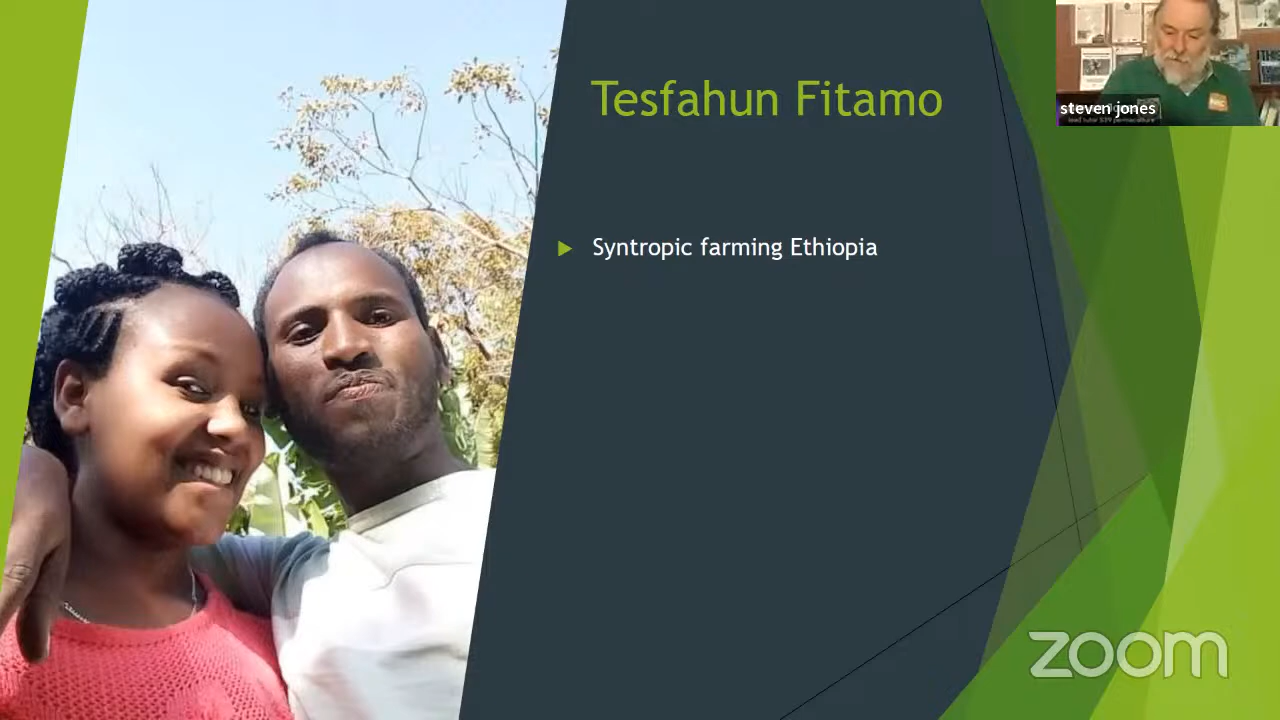 Tesfahun Fitamo
Syntropic farming Ethiopia
steven jones
zoom